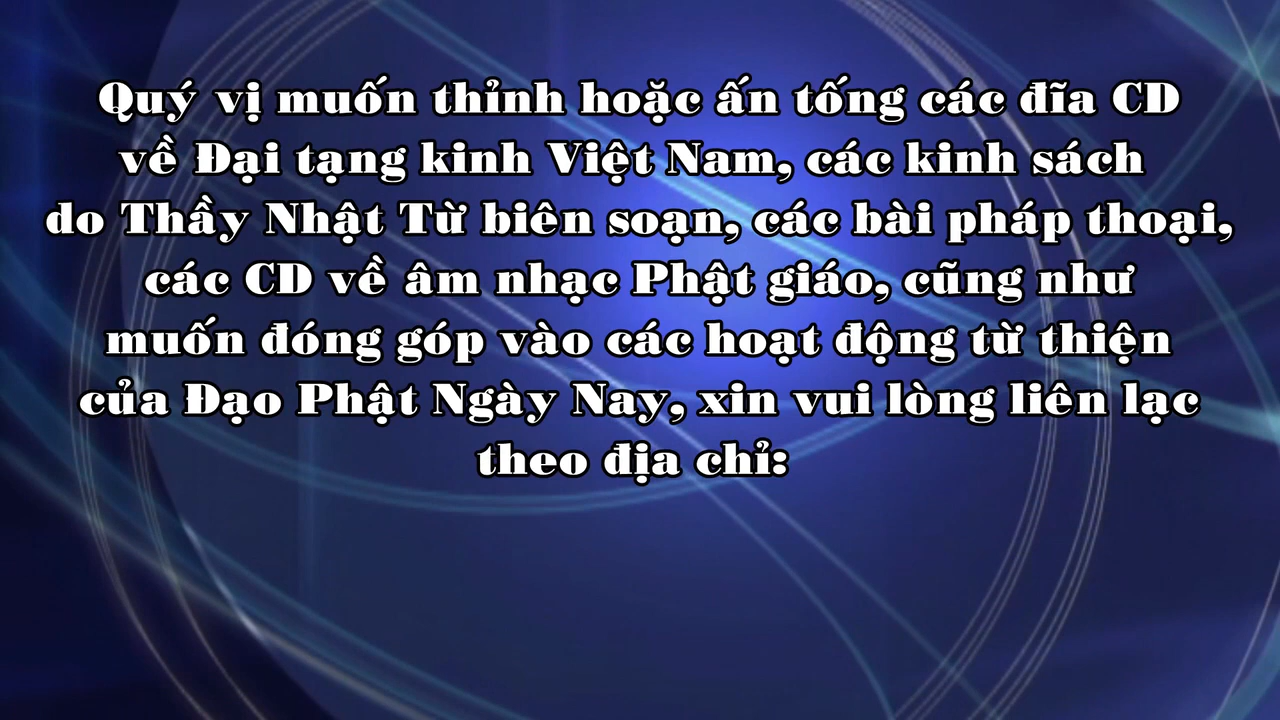 Quý vị muốn thỉnh hoặc ấn tống các đĩa CD
về Đại tạng kinh Việt Nam, các kinh sách
do Thầy Nhật Từ biên soạn, các bài pháp thoại,
các CD về âm nhạc Phật giáo, cũng như
muốn đóng góp vào các hoạt động từ thiện
của Đạo Phật Ngày Nay, xin vui lòng liên lạc
theo địa chỉ: